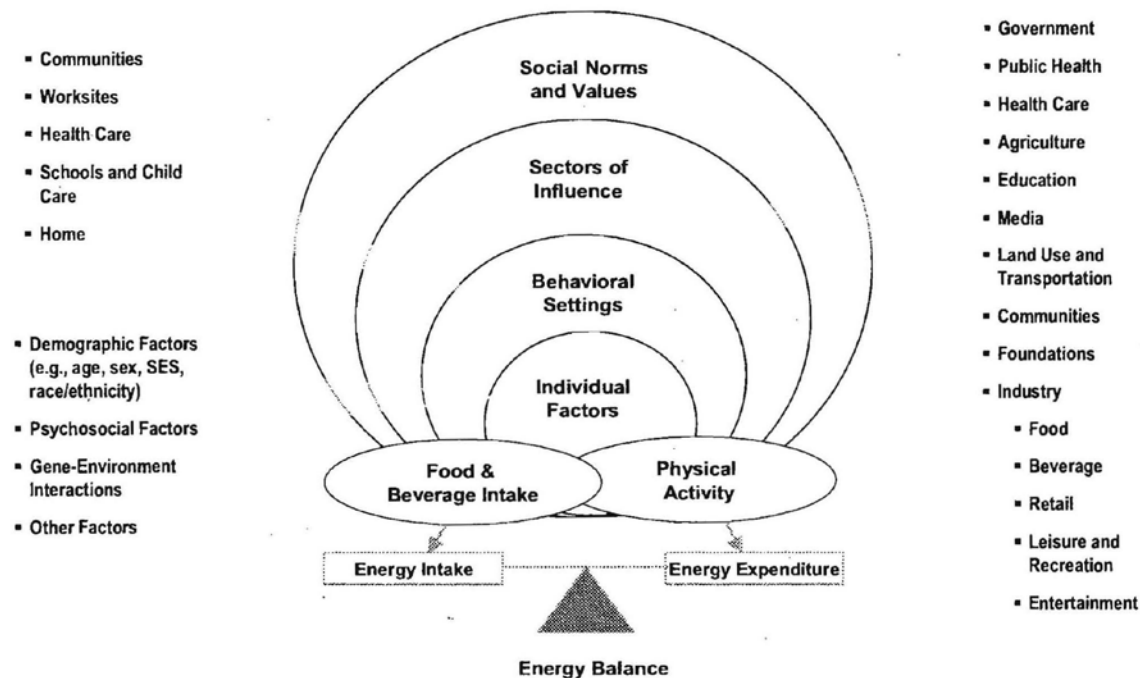 ▪ Communities
▪ Worksites
▪ Health Care
▪ Schools and Child
Care
▪ Home
▪ Demographic Factors
(e.g., age, sex, SES,
race/ethnicity)
▪ Psychosocial Factors
▪ Gene-Environment
Interactions
▪ Other Factors
Social Norms
and Values
Sectors of
Influence
Behavioral
Settings
Individual
Factors
Food &
Beverage Intake
Physical
Activity
Energy Intake
Energy Expenditure
Energy Balance
▪ Government
▪ Public Health
▪ Health Care
▪ Agriculture
▪ Education
▪ Media
▪ Land Use and
Transportation
▪ Communities
▪ Foundations
▪ Industry
▪ Food
▪ Beverage
▪ Retail
▪ Leisure and
Recreation
▪ Entertainment